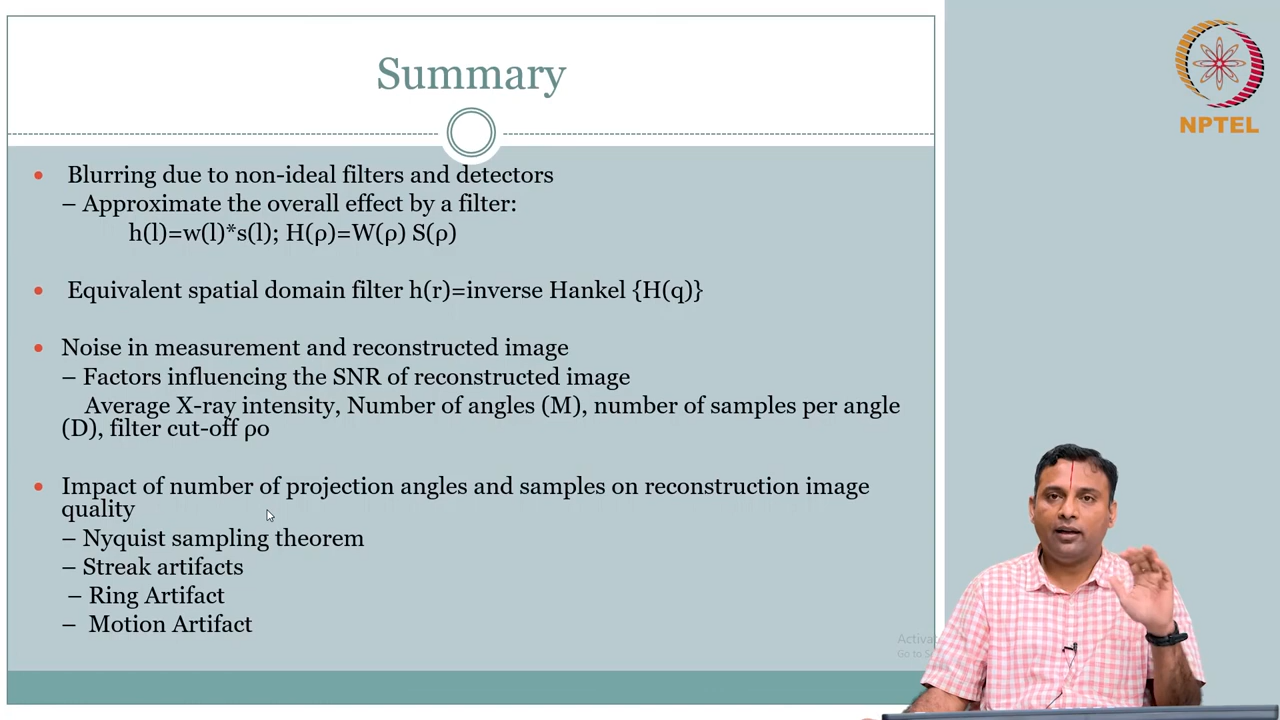 Summary
NPTEL
• Blurring due to non-ideal filters and detectors
– Approximate the overall effect by a filter:
h(l)=w(l)*s(l); H(ρ)=W(ρ) S(ρ)
• Equivalent spatial domain filter h(r)=inverse Hankel {H(q)}
• Noise in measurement and reconstructed image
– Factors influencing the SNR of reconstructed image
Average X-ray intensity, Number of angles (M), number of samples per angle
(D), filter cut-off ρo
• Impact of number of projection angles and samples on reconstruction image
quality
– Nyquist sampling theorem
– Streak artifacts
– Ring Artifact
– Motion Artifact
Activat
Go to S